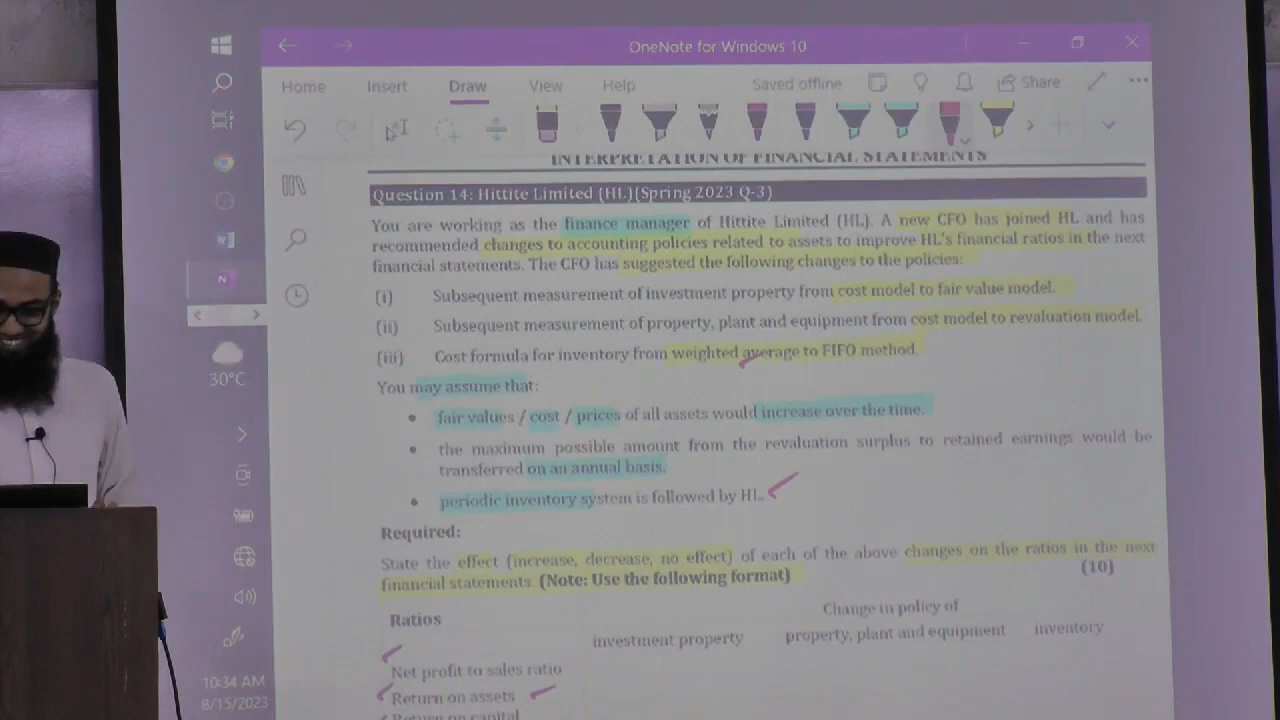 OneNote for Windows 10
Home Insert Draw View Help Saved offline Share
INTERPRETATION OF FINANCIAL STATEMENTS
Question 14: Hittite Limited (HL)(Spring 2023 Q-3)
You are working as the finance manager of Hittite Limited (HL). A new CFO has joined HL and has
recommended changes to accounting policies related to assets to improve HL's financial ratios in the next
financial statements. The CFO has suggested the following changes to the policies:
(i) Subsequent measurement of investment property from cost model to fair value model.
(ii) Subsequent measurement of property, plant and equipment from cost model to revaluation model.
(iii) Cost formula for inventory from weighted average to FIFO method.
You may assume that:
• fair values / cost / prices of all assets would increase over the time.
• the maximum possible amount from the revaluation surplus to retained earnings would be
transferred on an annual basis.
• periodic inventory system is followed by HL.
Required:
State the effect (increase, decrease, no effect) of each of the above changes on the ratios in the next
financial statements. (Note: Use the following format) (10)
Ratios Change in policy of
investment property property, plant and equipment inventory
Net profit to sales ratio
Return on assets
Return on capital
30°C
10:34 AM
8/15/2023